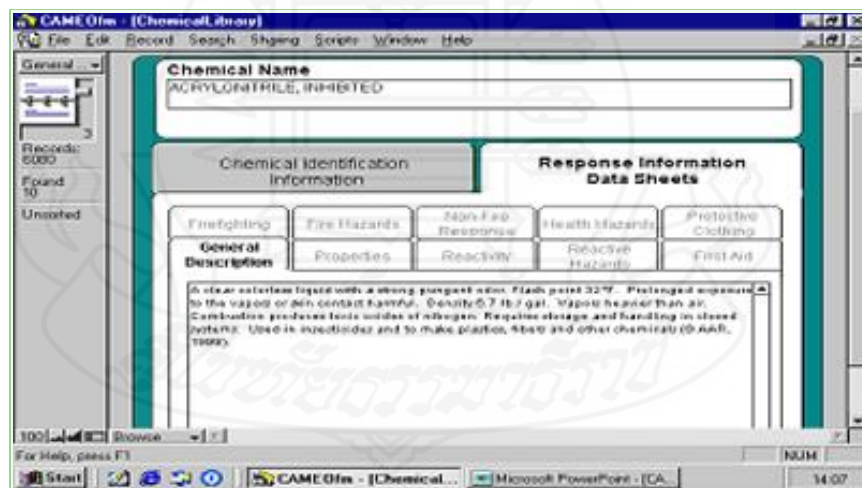 CAMEOfm - [ChemicalLibrary]
File Edit Record Search Sharing Scripts Window Help
General ...
3
Records:
6080
Found
10
Unsorted
Chemical Name
ACRYLONITRILE, INHIBITED
Chemical Identification
Information
Response Information
Data Sheets
Firefighting
Fire Hazards
Non-Fire
Response
Health Hazards
Protective
Clothing
General
Description
Properties
Reactivity
Reactive
Hazards
First Aid
A clear colorless liquid with a strong pungent odor. Flash point 32°F. Prolonged exposure
to the vapors or skin contact harmful. Density 6.7 lb / gal. Vapors heavier than air.
Combustion produces toxic oxides of nitrogen. Requires storage and handling in closed
systems. Used in insecticides and to make plastics, fibers and other chemicals (© AAR,
1999).
100 Browse
For Help, press F1
NUM
Start
CAMEOfm - [Chemical...
Microsoft PowerPoint - [CA...
14:07